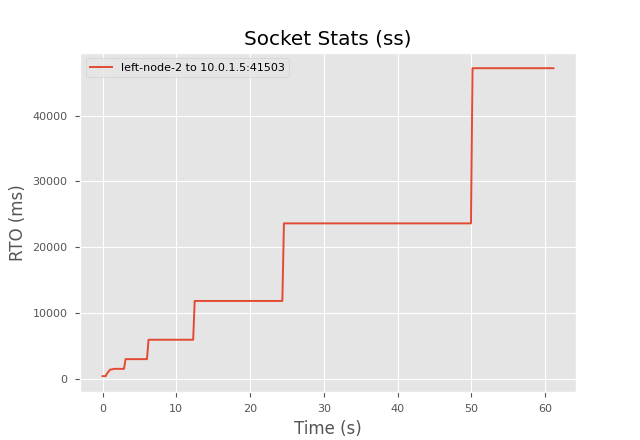 Socket Stats (ss)
left-node-2 to 10.0.1.5:41503
RTO (ms)
40000
30000
20000
10000
0
0 10 20 30 40 50 60
Time (s)